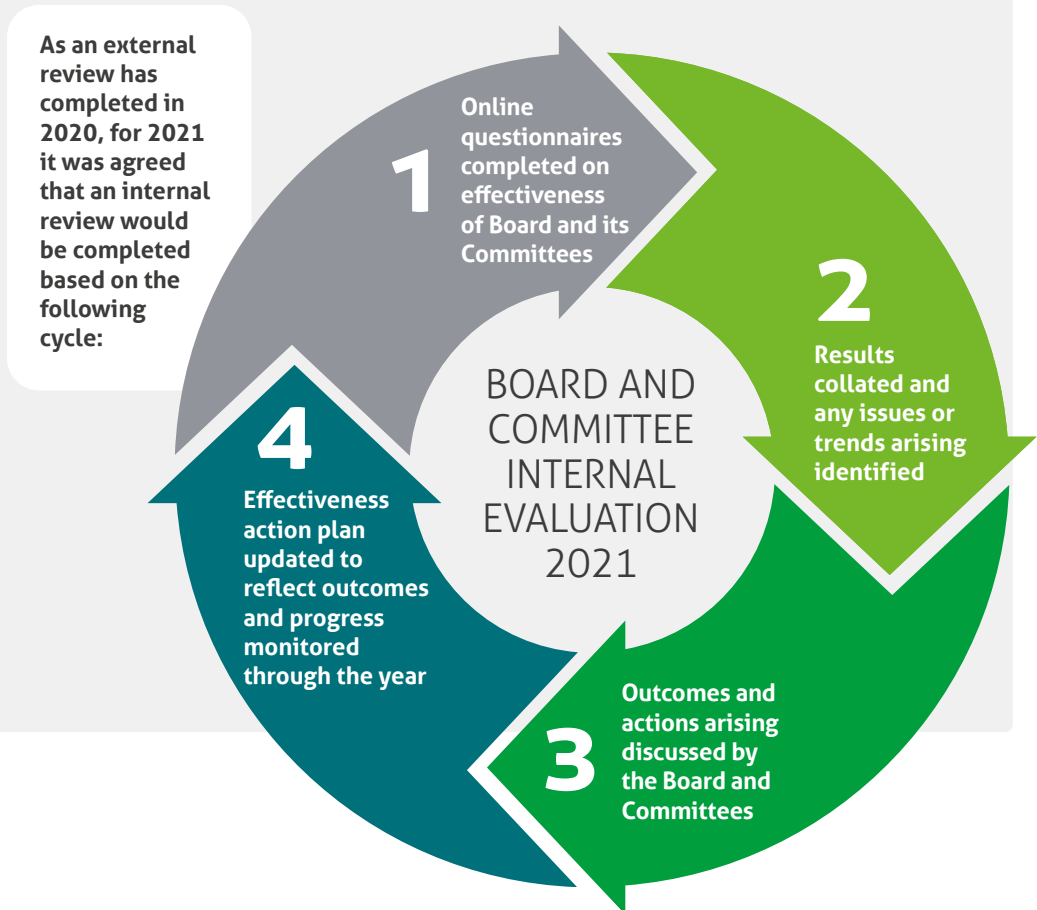 As an external
review has
completed in
2020, for 2021
it was agreed
that an internal
review would
be completed
based on the
following
cycle:
1
Online
questionnaires
completed on
effectiveness
of Board and its
Committees
2
Results
collated and
any issues or
trends arising
identified
3
Outcomes and
actions arising
discussed by
the Board and
Committees
4
Effectiveness
action plan
updated to
reflect outcomes
and progress
monitored
through the year
BOARD AND
COMMITTEE
INTERNAL
EVALUATION
2021